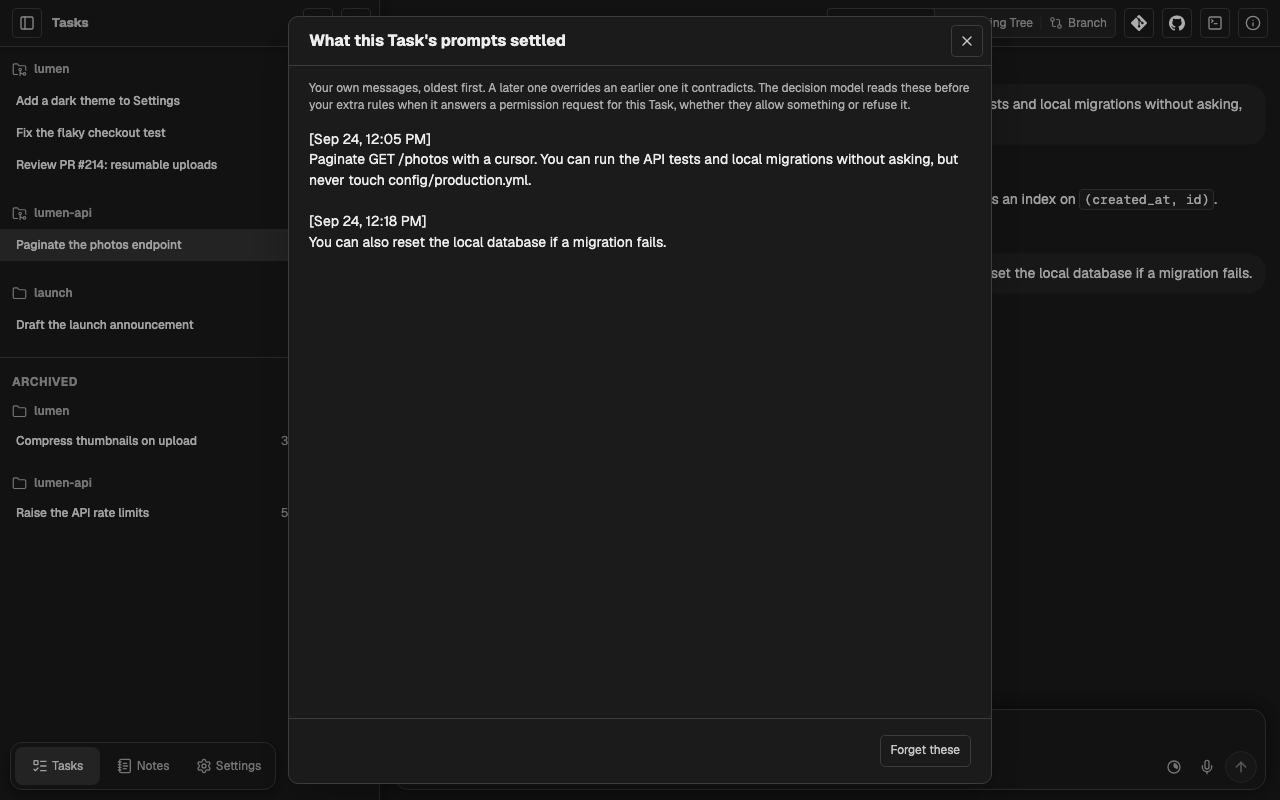 Tasks
lumen
Add a dark theme to Settings
Fix the flaky checkout test
Review PR #214: resumable uploads
lumen-api
Paginate the photos endpoint
launch
Draft the launch announcement
ARCHIVED
lumen
Compress thumbnails on upload
3
lumen-api
Raise the API rate limits
5
Tasks
Notes
Settings
What this Task's prompts settled
Your own messages, oldest first. A later one overrides an earlier one it contradicts. The decision model reads these before
your extra rules when it answers a permission request for this Task, whether they allow something or refuse it.
[Sep 24, 12:05 PM]
Paginate GET /photos with a cursor. You can run the API tests and local migrations without asking, but
never touch config/production.yml.
[Sep 24, 12:18 PM]
You can also reset the local database if a migration fails.
Forget these
ing Tree
Branch
sts and local migrations without asking,
s an index on (created_at, id).
set the local database if a migration fails.